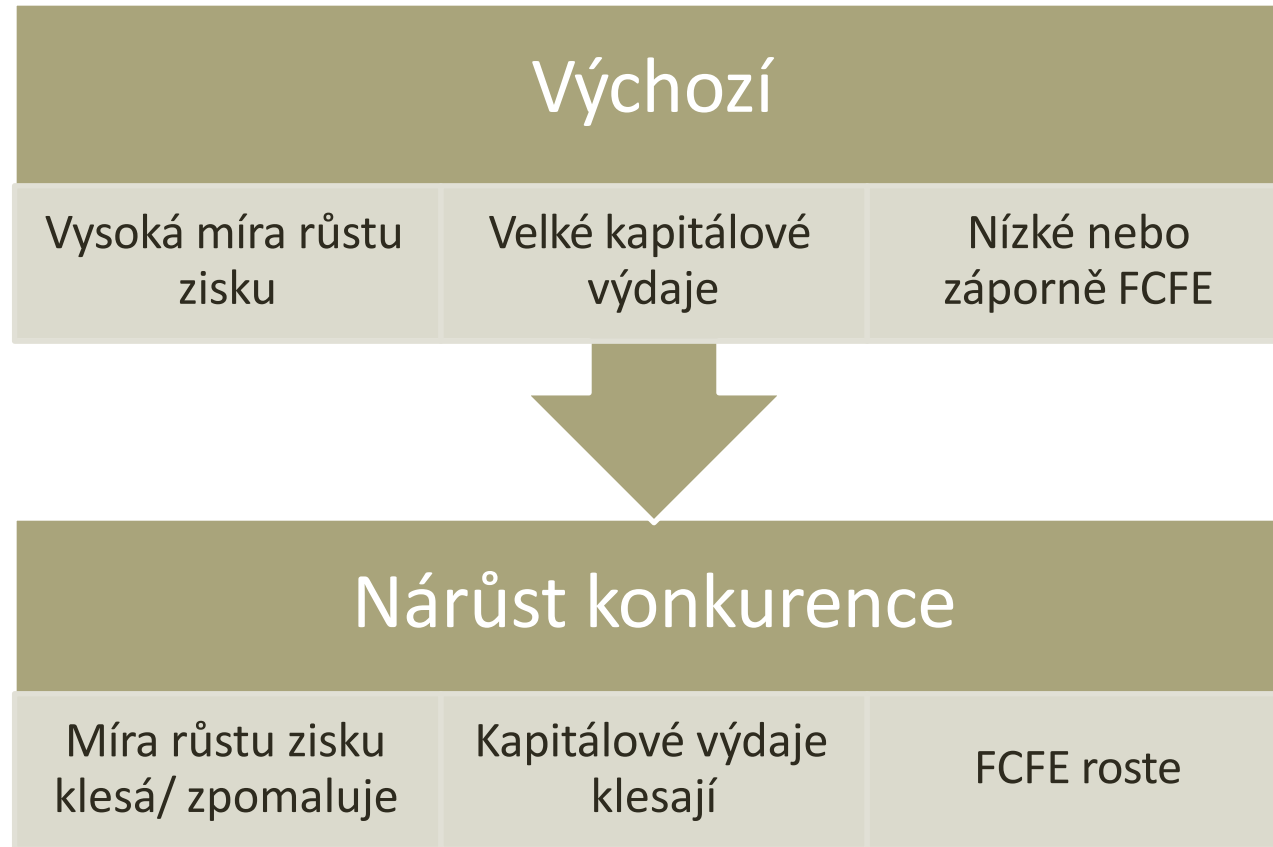 Výchozí
Vysoká míra růstu
zisku
Velké kapitálové
výdaje
Nízké nebo
záporně FCFE
Nárůst konkurence
Míra růstu zisku
klesá/ zpomaluje
Kapitálové výdaje
klesají
FCFE roste